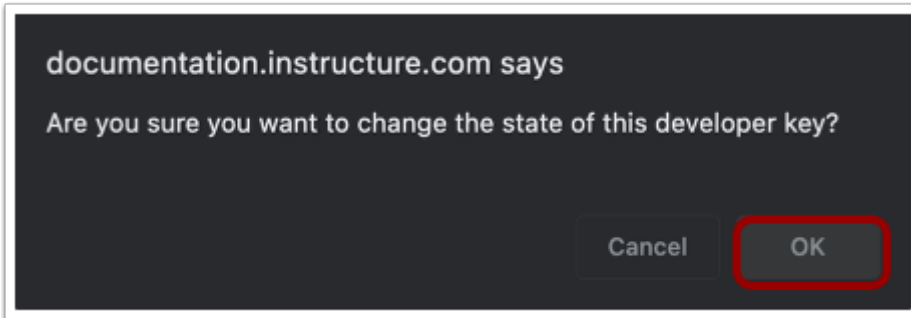 documentation.instructure.com says
Are you sure you want to change the state of this developer key?
Cancel
OK